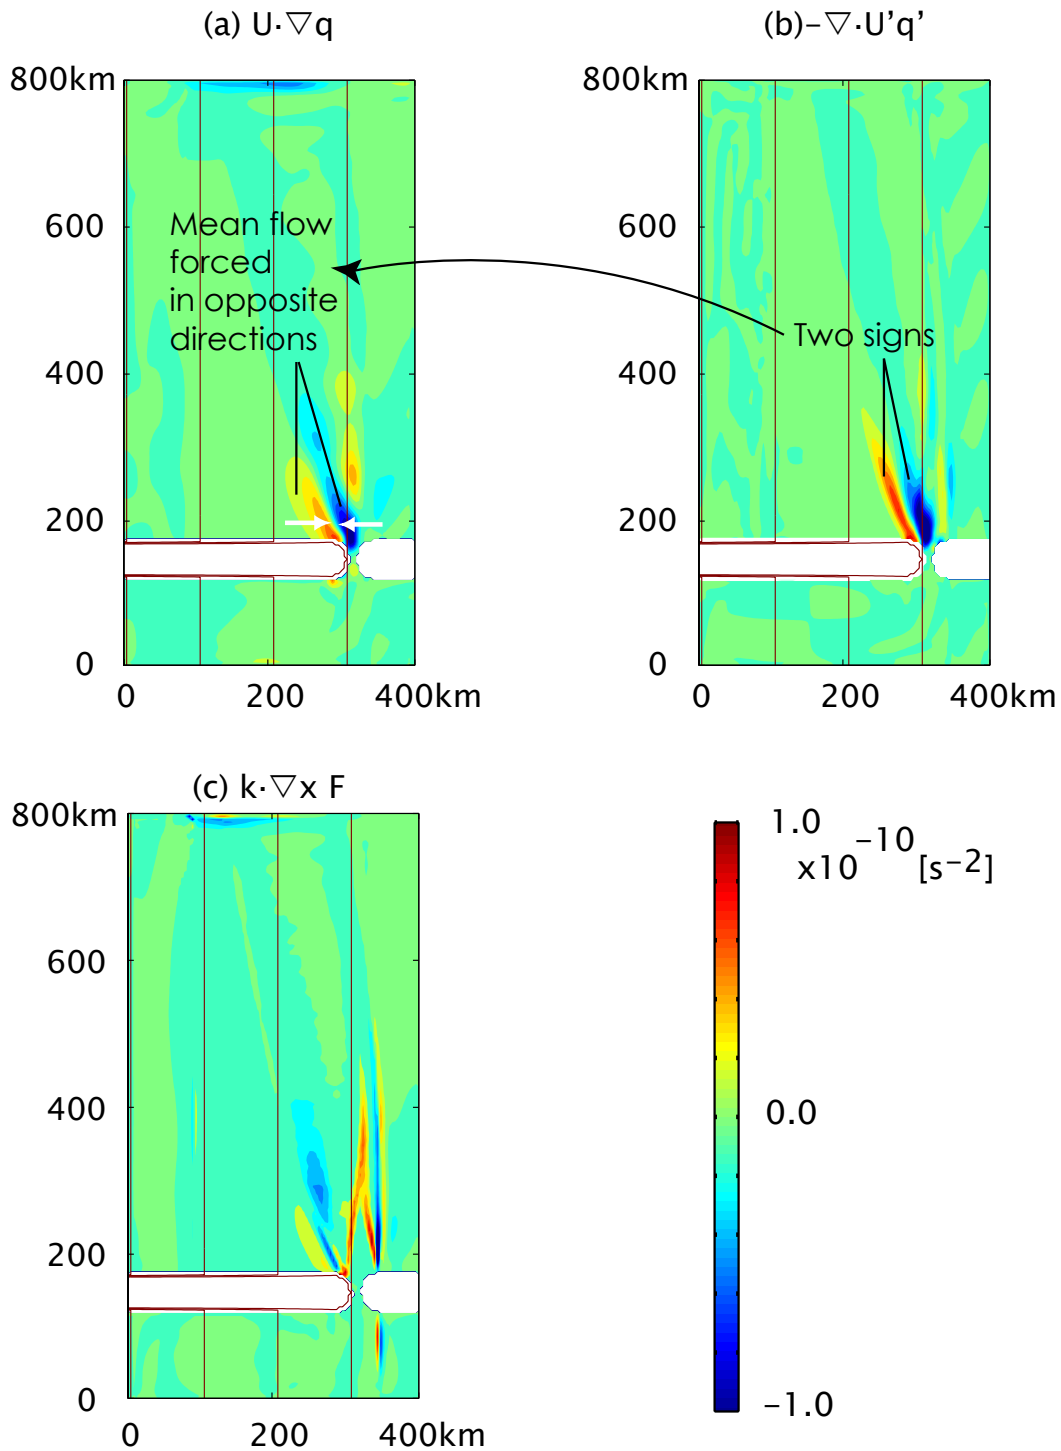 (a) U·▽q
(b)-▽·U'q'
800km
600
400
200
0
0 200 400km
Mean flow
forced
in opposite
directions
800km
600
400
200
0
0 200 400km
Two signs
(c) k·▽x F
800km
600
400
200
0
0 200 400km
1.0
x10^-10 [s^-2]
0.0
-1.0